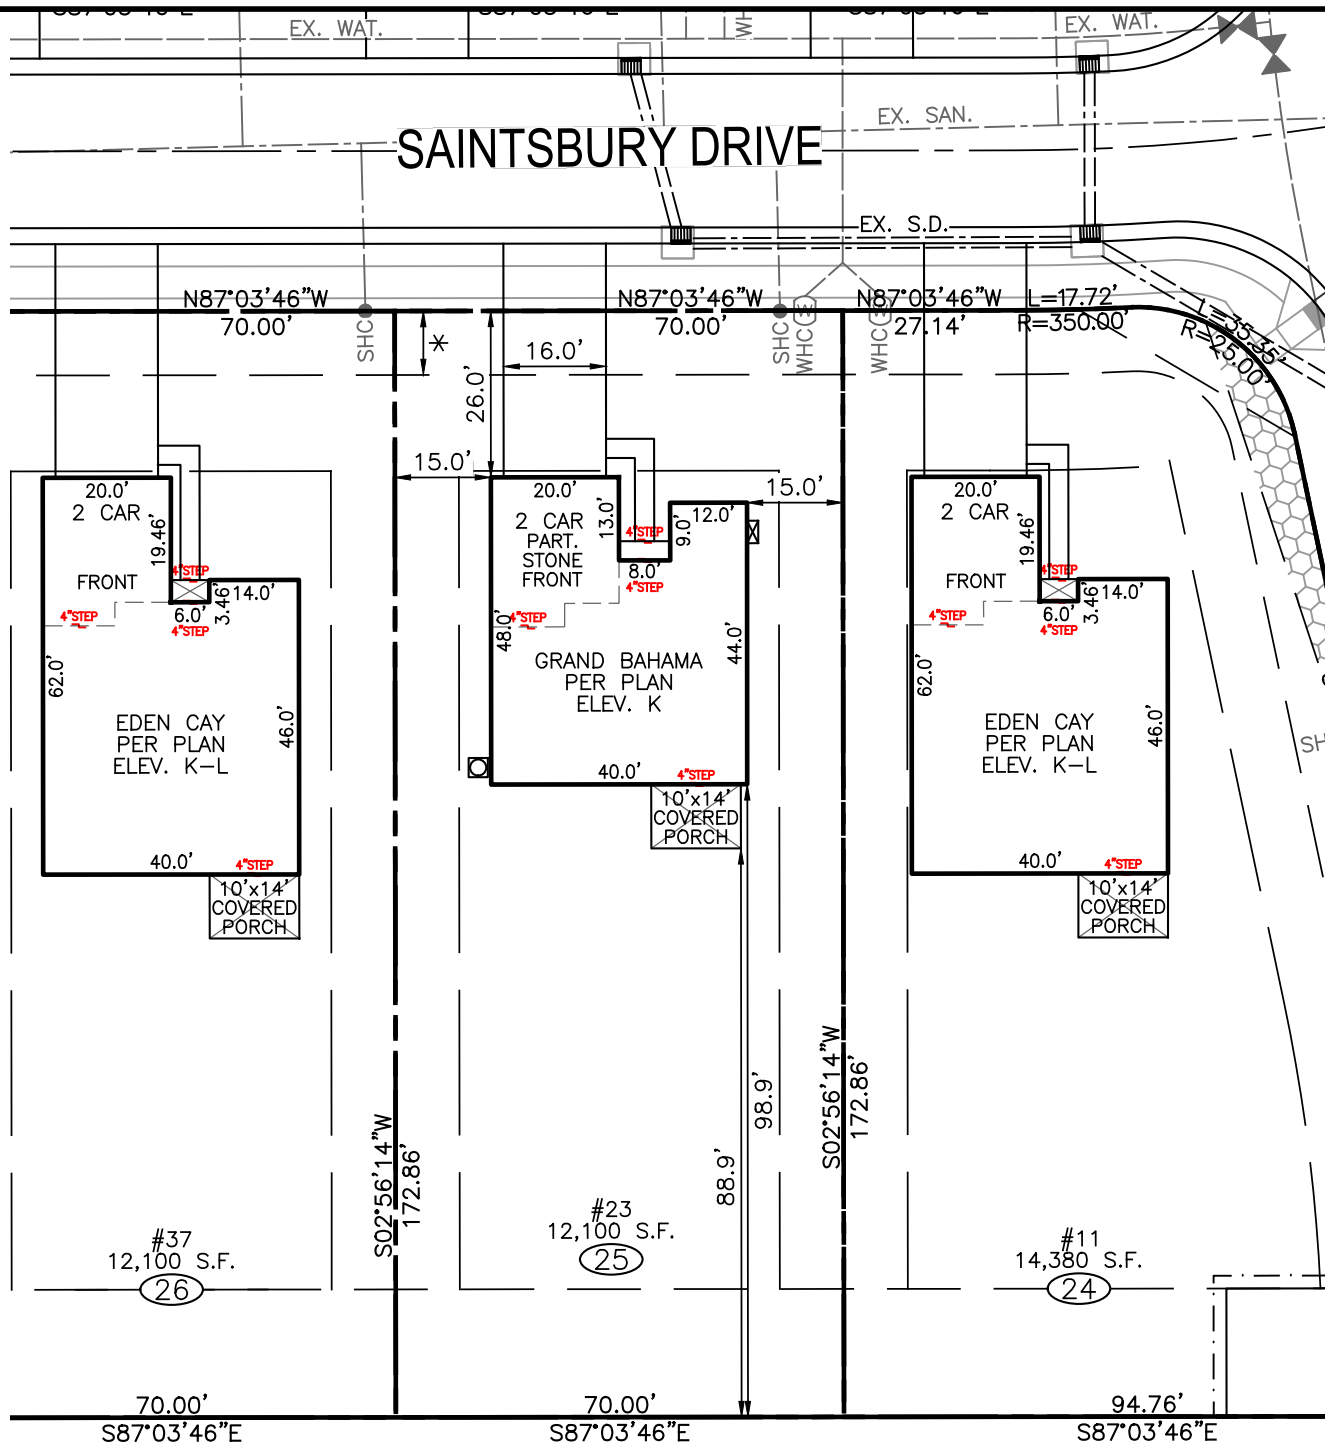 EX. WAT.
WH
EX. WAT.
EX. SAN.
SAINTSBURY DRIVE
EX. S.D.
N87°03'46"W
70.00'
SHC
*
N87°03'46"W
70.00'
SHC
WHC
W
N87°03'46"W
27.14'
WHC
W
L=17.72'
R=350.00'
L=35.35'
R=25.00'
16.0'
26.0'
15.0'
15.0'
20.0'
2 CAR
19.46'
FRONT
4"STEP
6.0'
4"STEP
3.46'
14.0'
4"STEP
62.0'
46.0'
EDEN CAY
PER PLAN
ELEV. K-L
40.0'
4"STEP
10'x14'
COVERED
PORCH
20.0'
2 CAR
PART.
STONE
FRONT
13.0'
4"STEP
8.0'
4"STEP
9.0'
12.0'
4"STEP
48.0'
44.0'
GRAND BAHAMA
PER PLAN
ELEV. K
40.0'
4"STEP
10'x14'
COVERED
PORCH
20.0'
2 CAR
19.46'
FRONT
4"STEP
6.0'
4"STEP
3.46'
14.0'
4"STEP
62.0'
46.0'
EDEN CAY
PER PLAN
ELEV. K-L
40.0'
4"STEP
10'x14'
COVERED
PORCH
SH
S02°56'14"W
172.86'
88.9'
98.9'
S02°56'14"W
172.86'
#37
12,100 S.F.
26
#23
12,100 S.F.
25
#11
14,380 S.F.
24
70.00'
S87°03'46"E
70.00'
S87°03'46"E
94.76'
S87°03'46"E